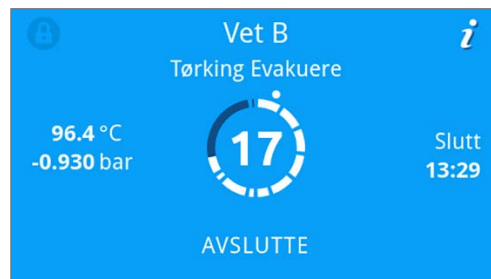 Vet B
i
Tørking Evakuere
96.4 °C
-0.930 bar
17
Slutt
13:29
AVSLUTTE